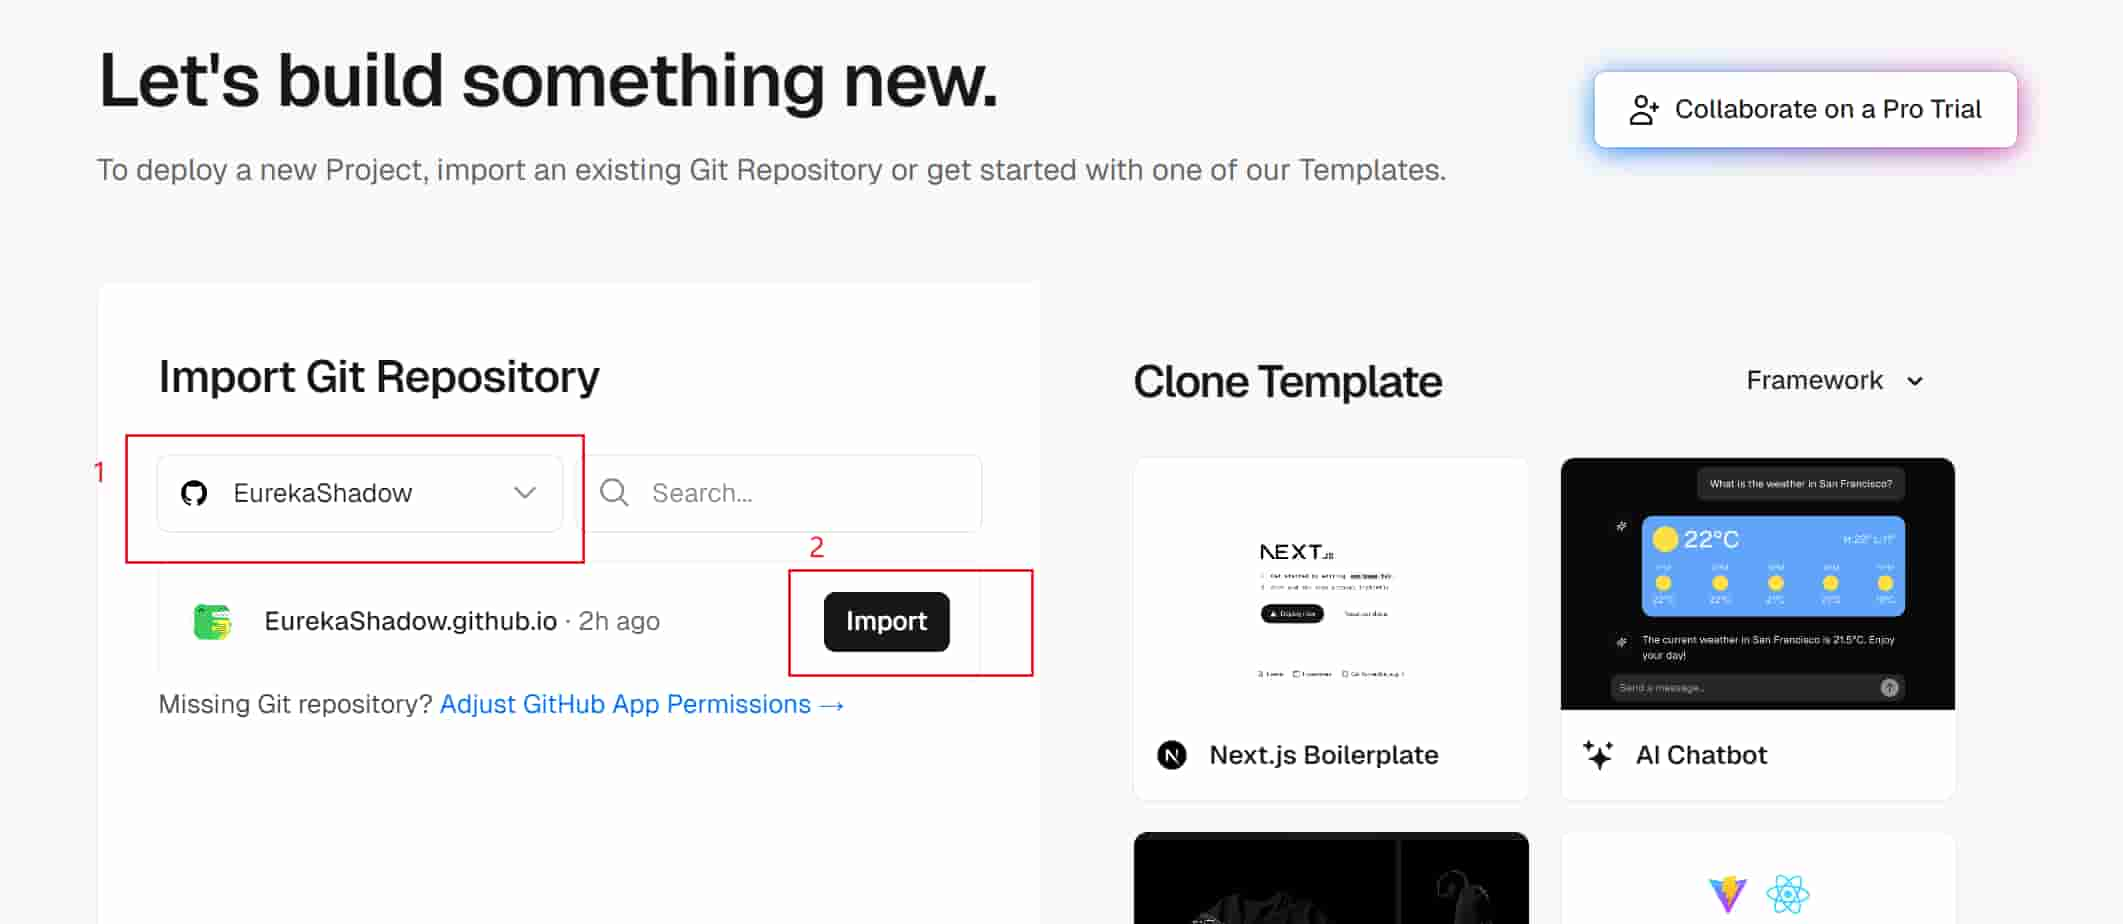 Let's build something new.
Collaborate on a Pro Trial
To deploy a new Project, import an existing Git Repository or get started with one of our Templates.
Import Git Repository
1
EurekaShadow
Search...
2
EurekaShadow.github.io · 2h ago
Import
Missing Git repository? Adjust GitHub App Permissions →
Clone Template
Framework
NEXT.JS
Deploy now
Next.js Boilerplate
What is the weather in San Francisco?
22°C
The current weather in San Francisco is 21.5°C. Enjoy
your day!
Send a message...
AI Chatbot